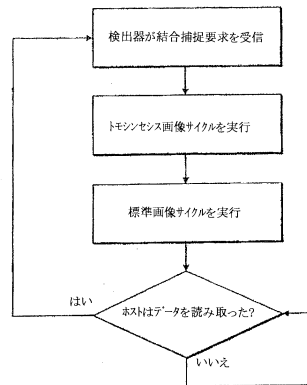 検出器が結合捕捉要求を受信
トモシンセシス画像サイクルを実行
標準画像サイクルを実行
はい
ホストはデータを読み取った?
いいえ